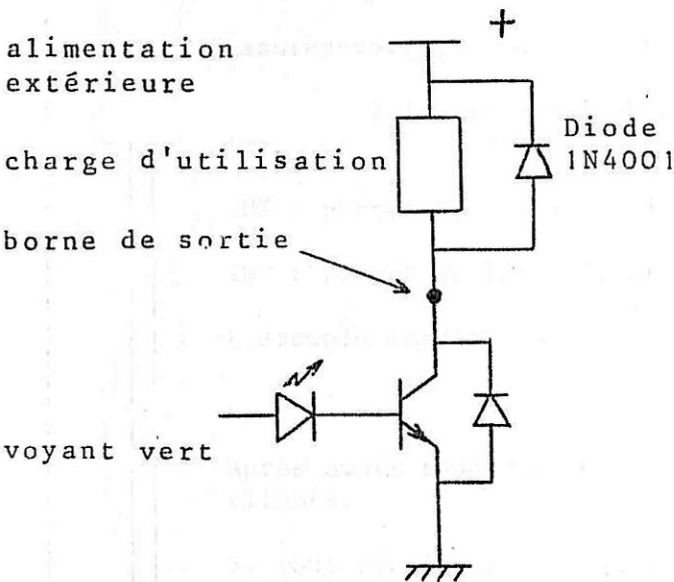 +
alimentation
extérieure
Diode
1N4001
charge d'utilisation
borne de sortie
voyant vert